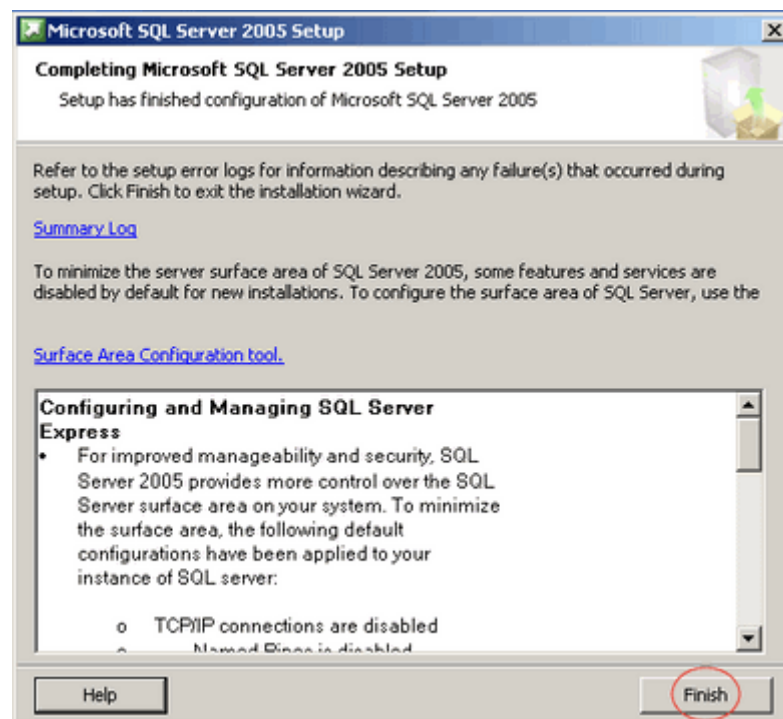 Microsoft SQL Server 2005 Setup
Completing Microsoft SQL Server 2005 Setup
Setup has finished configuration of Microsoft SQL Server 2005
Refer to the setup error logs for information describing any failure(s) that occurred during
setup. Click Finish to exit the installation wizard.
Summary Log
To minimize the server surface area of SQL Server 2005, some features and services are
disabled by default for new installations. To configure the surface area of SQL Server, use the
Surface Area Configuration tool.
Configuring and Managing SQL Server
Express
• For improved manageability and security, SQL
Server 2005 provides more control over the SQL
Server surface area on your system. To minimize
the surface area, the following default
configurations have been applied to your
instance of SQL server:
o TCP/IP connections are disabled
o Named Pipes is disabled
Help
Finish